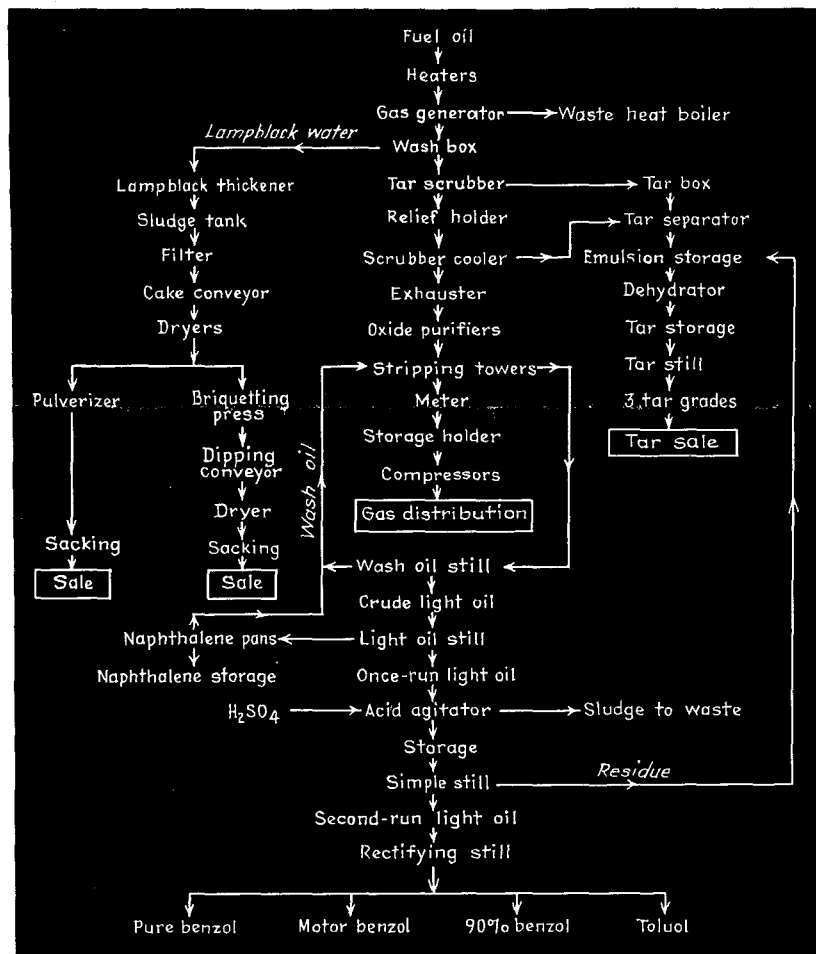 Fuel oil
Heaters
Gas generator
Waste heat boiler
Lampblack water
Wash box
Lampblack thickener
Tar scrubber
Tar box
Sludge tank
Relief holder
Tar separator
Filter
Scrubber cooler
Emulsion storage
Cake conveyor
Exhauster
Dehydrator
Dryers
Oxide purifiers
Tar storage
Stripping towers
Tar still
Pulverizer
Briquetting
press
Meter
3 tar grades
Storage holder
Tar sale
Dipping
conveyor
Wash oil
Compressors
Dryer
Gas distribution
Sacking
Sacking
Sale
Sale
Wash oil still
Crude light oil
Naphthalene pans
Light oil still
Naphthalene storage
Once-run light oil
H₂SO₄
Acid agitator
Sludge to waste
Storage
Simple still
Residue
Second-run light oil
Rectifying still
Pure benzol
Motor benzol
90% benzol
Toluol